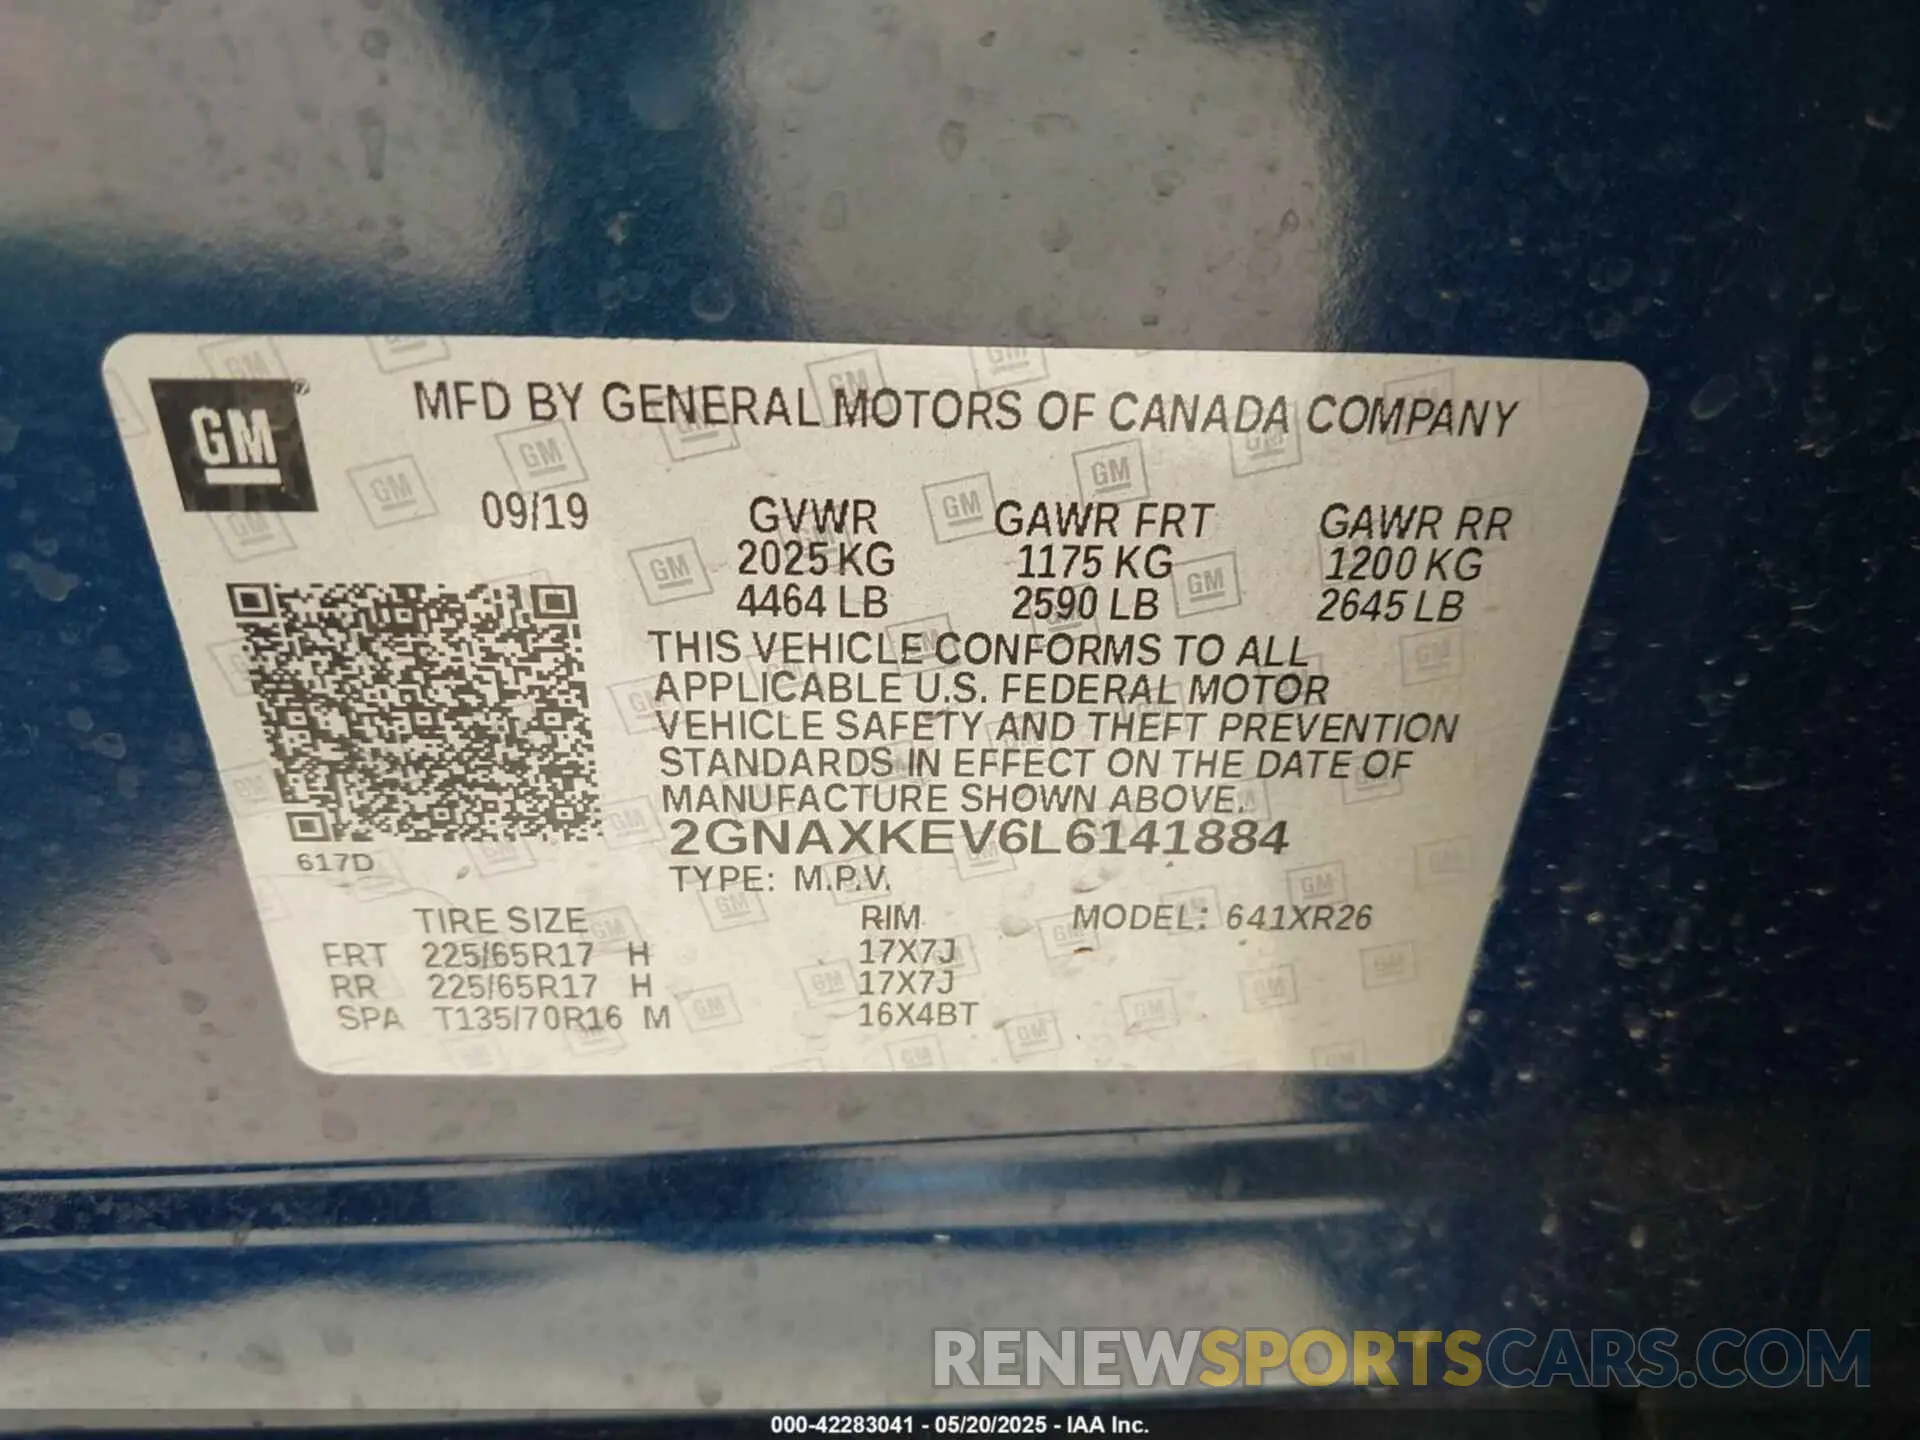 GM
MFD BY GENERAL MOTORS OF CANADA COMPANY
09/19 GVWR GAWR FRT GAWR RR
2025 KG 1175 KG 1200 KG
4464 LB 2590 LB 2645 LB
THIS VEHICLE CONFORMS TO ALL
APPLICABLE U.S. FEDERAL MOTOR
VEHICLE SAFETY AND THEFT PREVENTION
STANDARDS IN EFFECT ON THE DATE OF
MANUFACTURE SHOWN ABOVE.
2GNAXKEV6L6141884
617D
TYPE: M.P.V.
TIRE SIZE RIM MODEL: 641XR26
FRT 225/65R17 H 17X7J
RR 225/65R17 H 17X7J
SPA T135/70R16 M 16X4BT
RENEWSPORTSCARS.COM
000-42283041 - 05/20/2025 - IAA Inc.